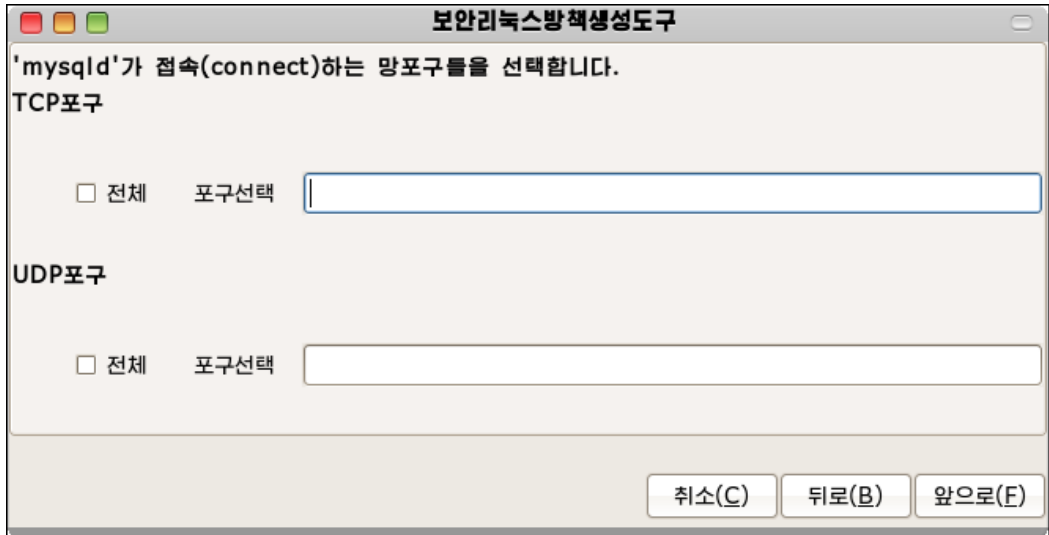 보안리눅스방책생성도구
'mysqld'가 접속(connect)하는 망포구들을 선택합니다.
TCP포구
전체 포구선택
UDP포구
전체 포구선택
취소(C) 뒤로(B) 앞으로(F)